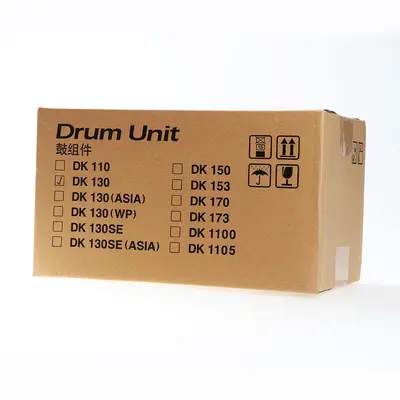 Drum Unit
鼓组件
DK 110
DK 130
DK 130(ASIA)
DK 130(WP)
DK 130SE
DK 130SE(ASIA)
DK 150
DK 153
DK 170
DK 173
DK 1100
DK 1105